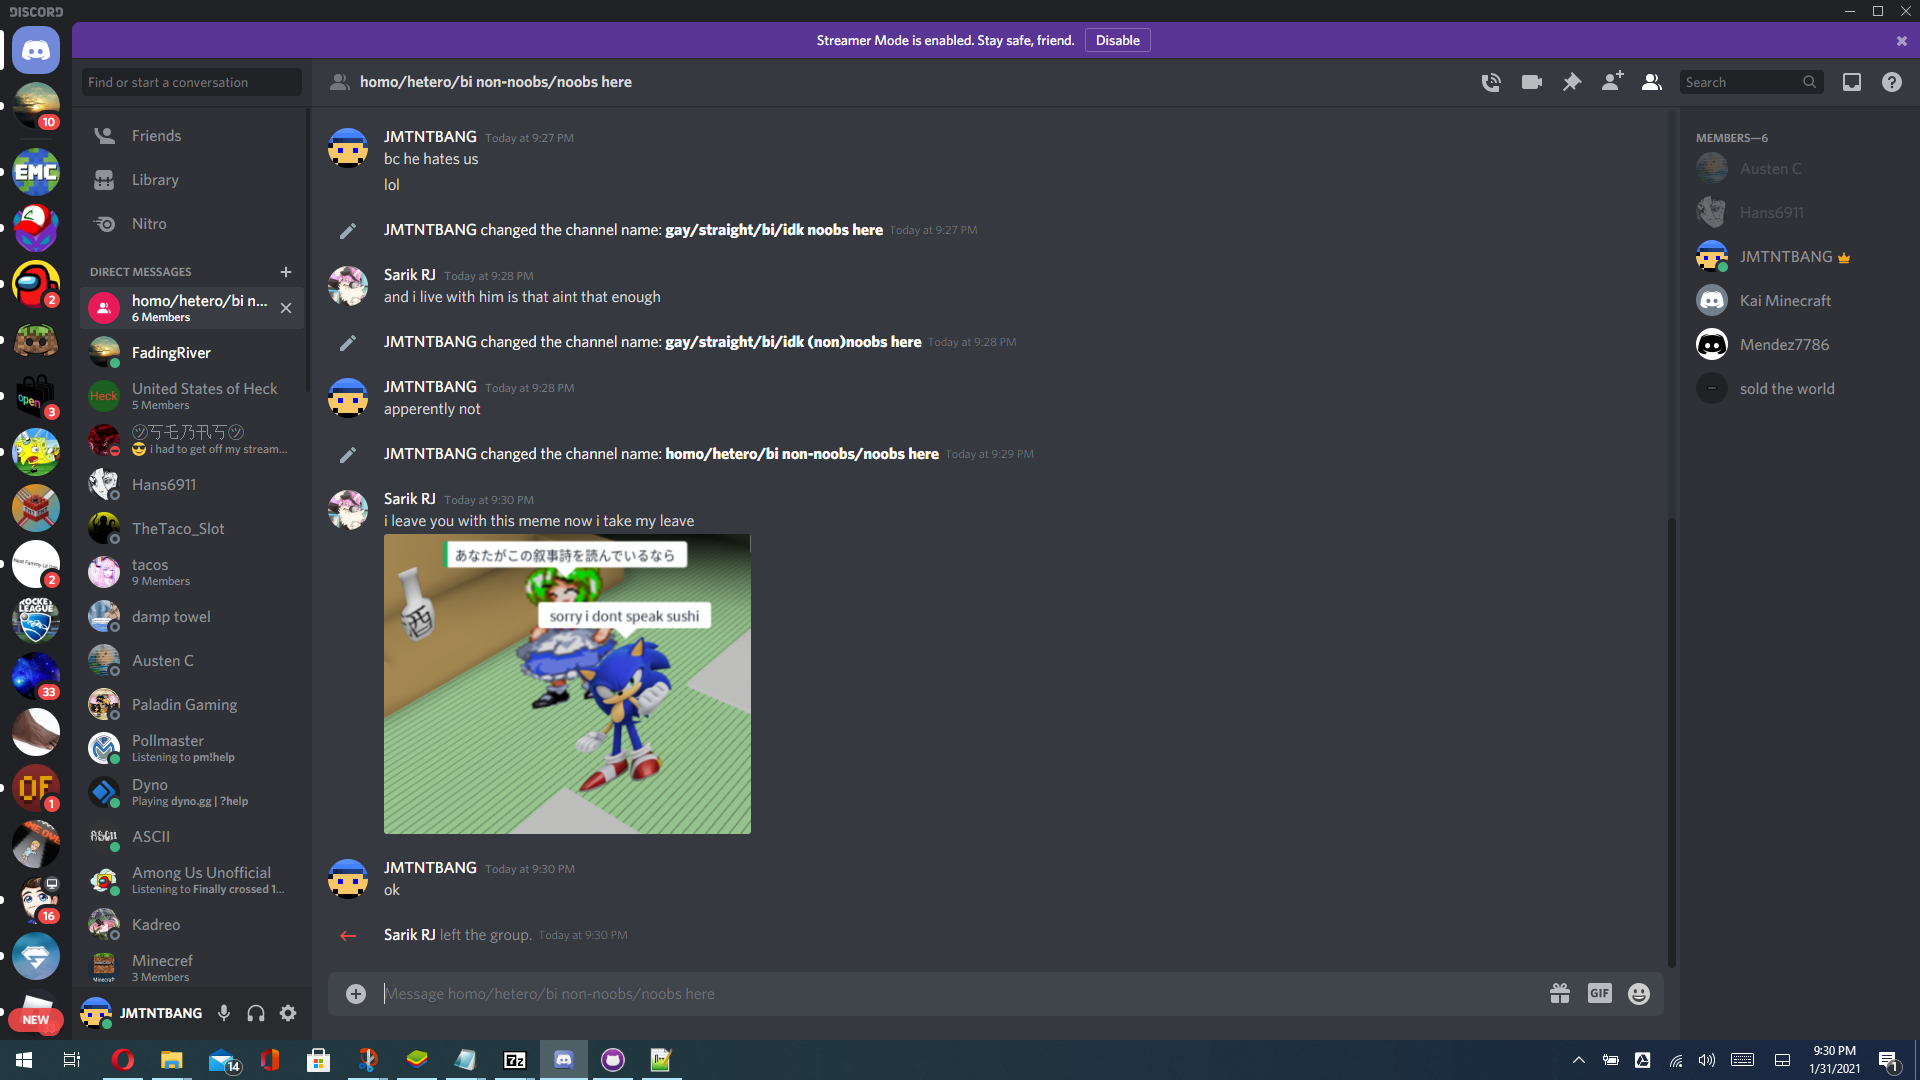 DISCORD
Streamer Mode is enabled. Stay safe, friend. Disable
Find or start a conversation
homo/hetero/bi non-noobs/noobs here
Search
10
EMC
2
open
3
2
ROCKET LEAGUE
33
OF
1
16
NEW
Friends
Library
Nitro
DIRECT MESSAGES
homo/hetero/bi n...
6 Members
FadingRiver
Heck
United States of Heck
5 Members
😎 i had to get off my stream...
Hans6911
TheTaco_Slot
tacos
9 Members
damp towel
Austen C
Paladin Gaming
Pollmaster
Listening to pm!help
Dyno
Playing dyno.gg | ?help
ASCII
ASCII
Among Us Unofficial
Listening to Finally crossed 1...
Kadreo
Minecref
3 Members
Minecraft
JMTNTBANG
JMTNTBANG Today at 9:27 PM
bc he hates us
lol
JMTNTBANG changed the channel name: gay/straight/bi/idk noobs here Today at 9:27 PM
Sarik RJ Today at 9:28 PM
and i live with him is that aint that enough
JMTNTBANG changed the channel name: gay/straight/bi/idk (non)noobs here Today at 9:28 PM
JMTNTBANG Today at 9:28 PM
apperently not
JMTNTBANG changed the channel name: homo/hetero/bi non-noobs/noobs here Today at 9:29 PM
Sarik RJ Today at 9:30 PM
i leave you with this meme now i take my leave
あなたがこの叙事詩を読んでいるなら
酒
sorry i dont speak sushi
JMTNTBANG Today at 9:30 PM
ok
Sarik RJ left the group. Today at 9:30 PM
Message homo/hetero/bi non-noobs/noobs here
GIF
MEMBERS—6
Austen C
Hans6911
JMTNTBANG
Kai Minecraft
Mendez7786
sold the world
14
7z
9:30 PM
1/31/2021
1